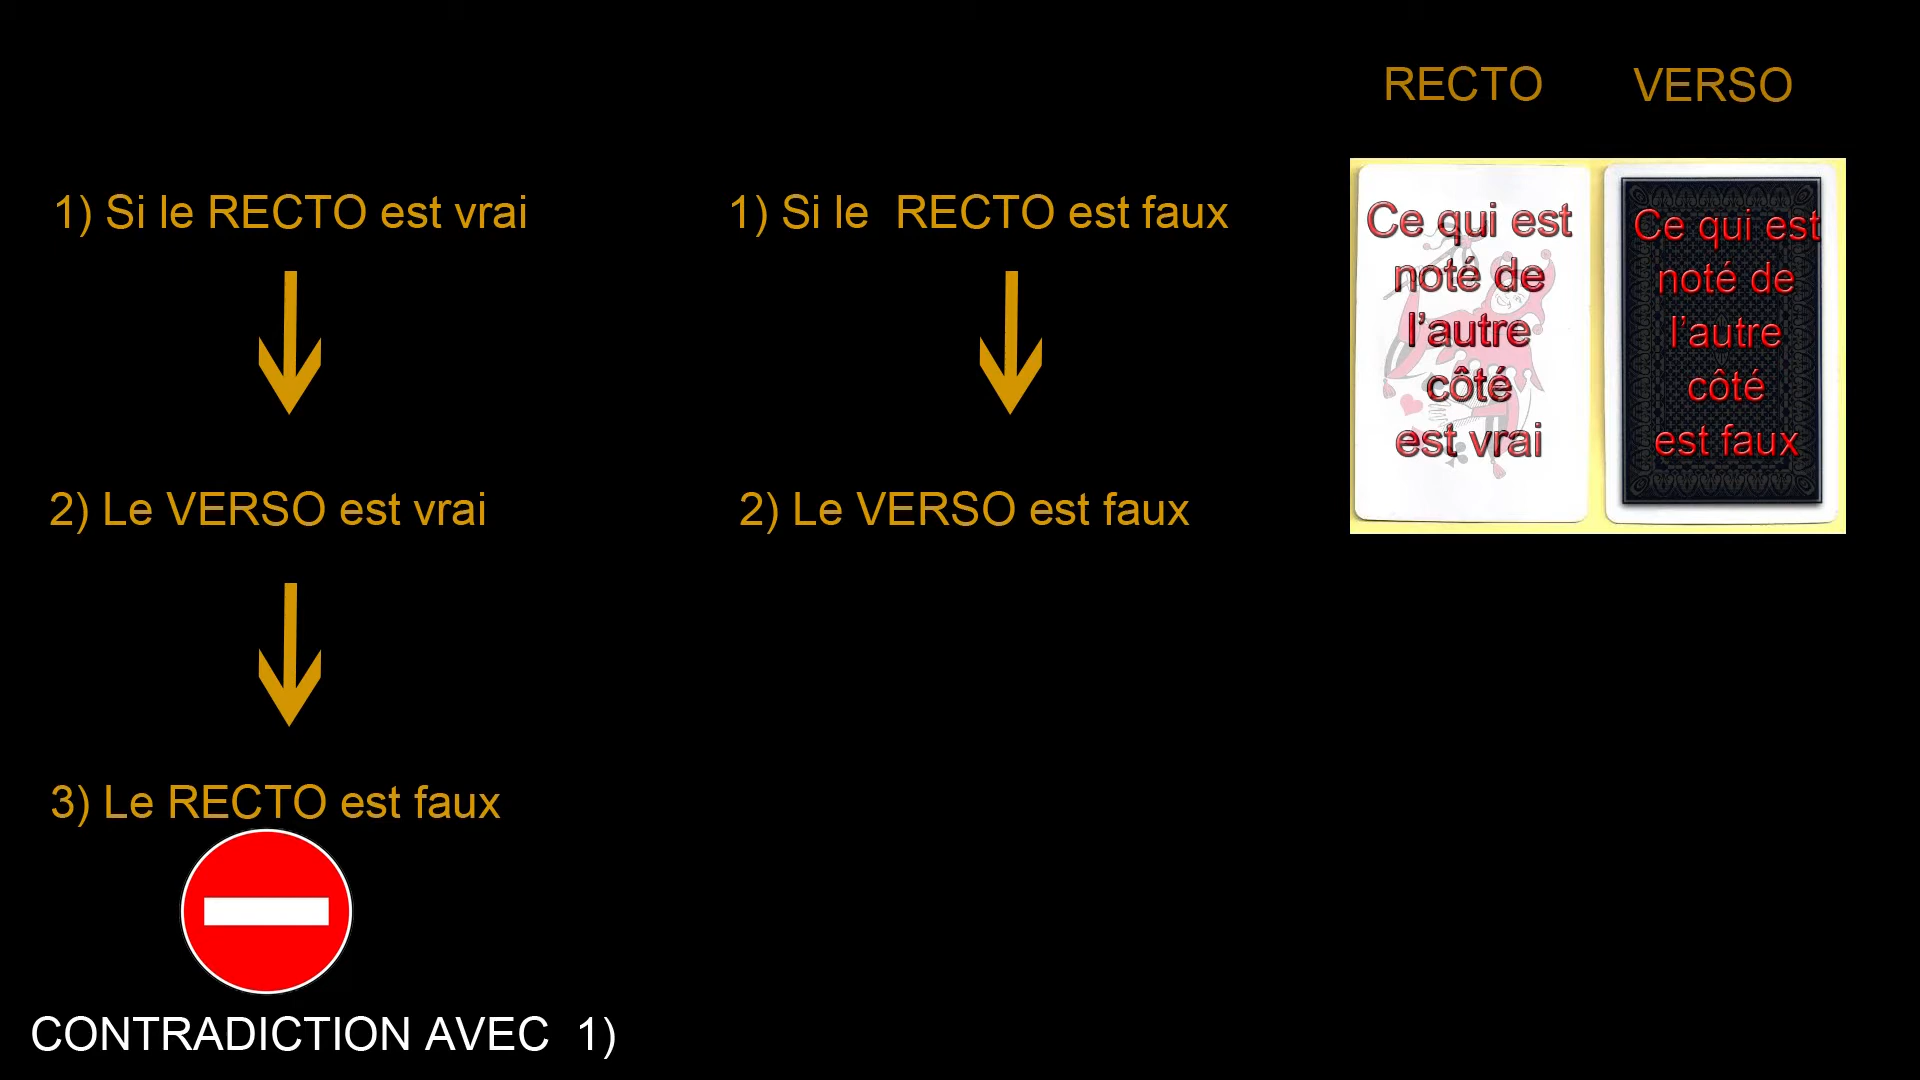 RECTO
VERSO
1) Si le RECTO est vrai
2) Le VERSO est vrai
3) Le RECTO est faux
CONTRADICTION AVEC 1)
1) Si le RECTO est faux
2) Le VERSO est faux
Ce qui est
noté de
l'autre
côté
est vrai
Ce qui est
noté de
l'autre
côté
est faux